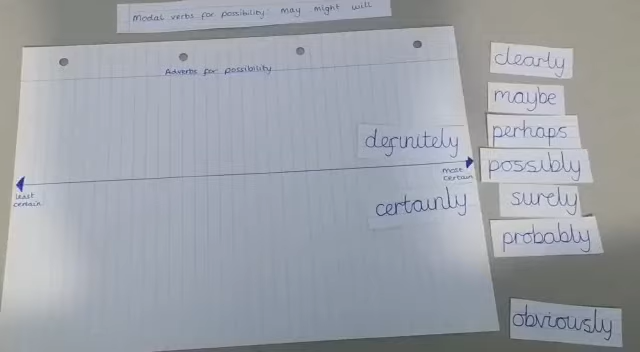 Modal verbs for possibility: may might will
Adverbs for possibility
clearly
maybe
perhaps
definitely
possibly
most
certain
least
certain
surely
certainly
probably
obviously